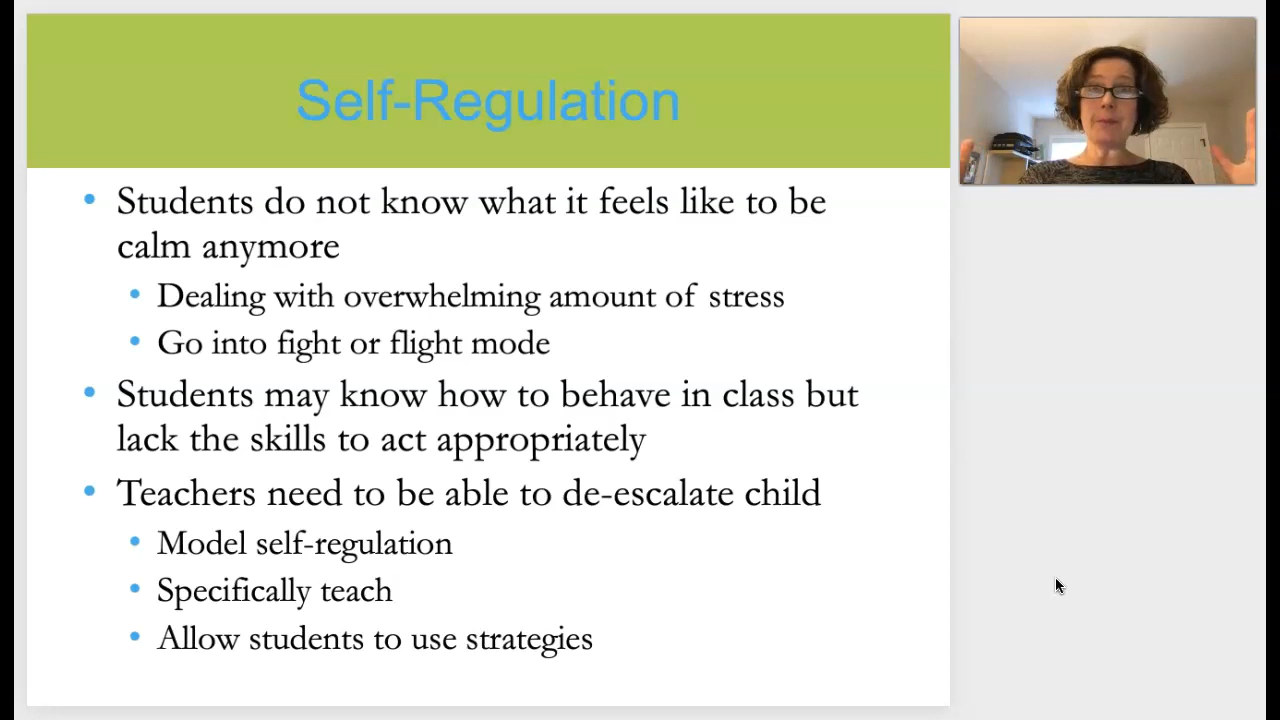 Self-Regulation
• Students do not know what it feels like to be
calm anymore
• Dealing with overwhelming amount of stress
• Go into fight or flight mode
• Students may know how to behave in class but
lack the skills to act appropriately
• Teachers need to be able to de-escalate child
• Model self-regulation
• Specifically teach
• Allow students to use strategies